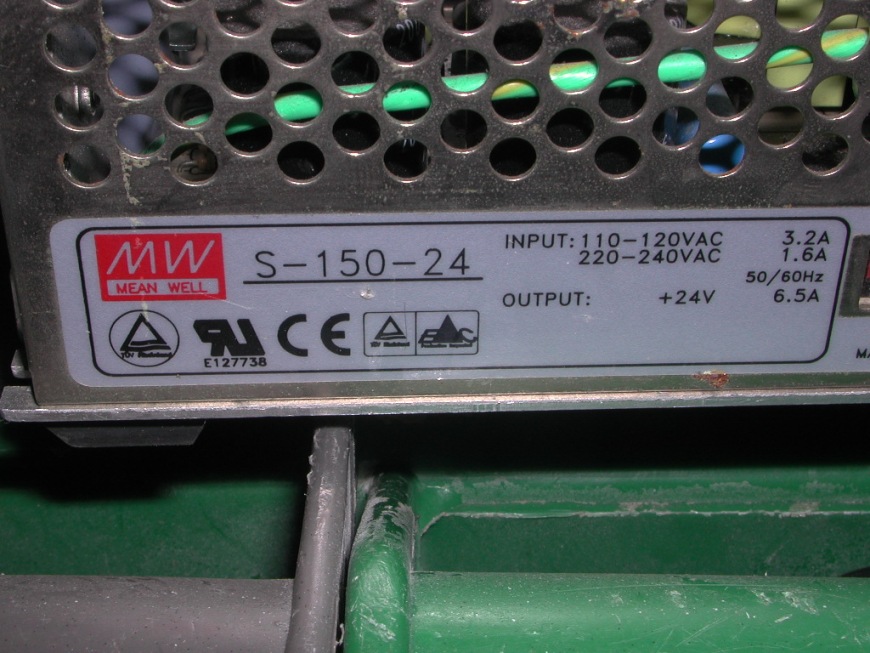 MW
MEAN WELL
S-150-24
INPUT: 110-120VAC 3.2A
220-240VAC 1.6A
50/60Hz
OUTPUT: +24V 6.5A
TÜV
E127738
CE